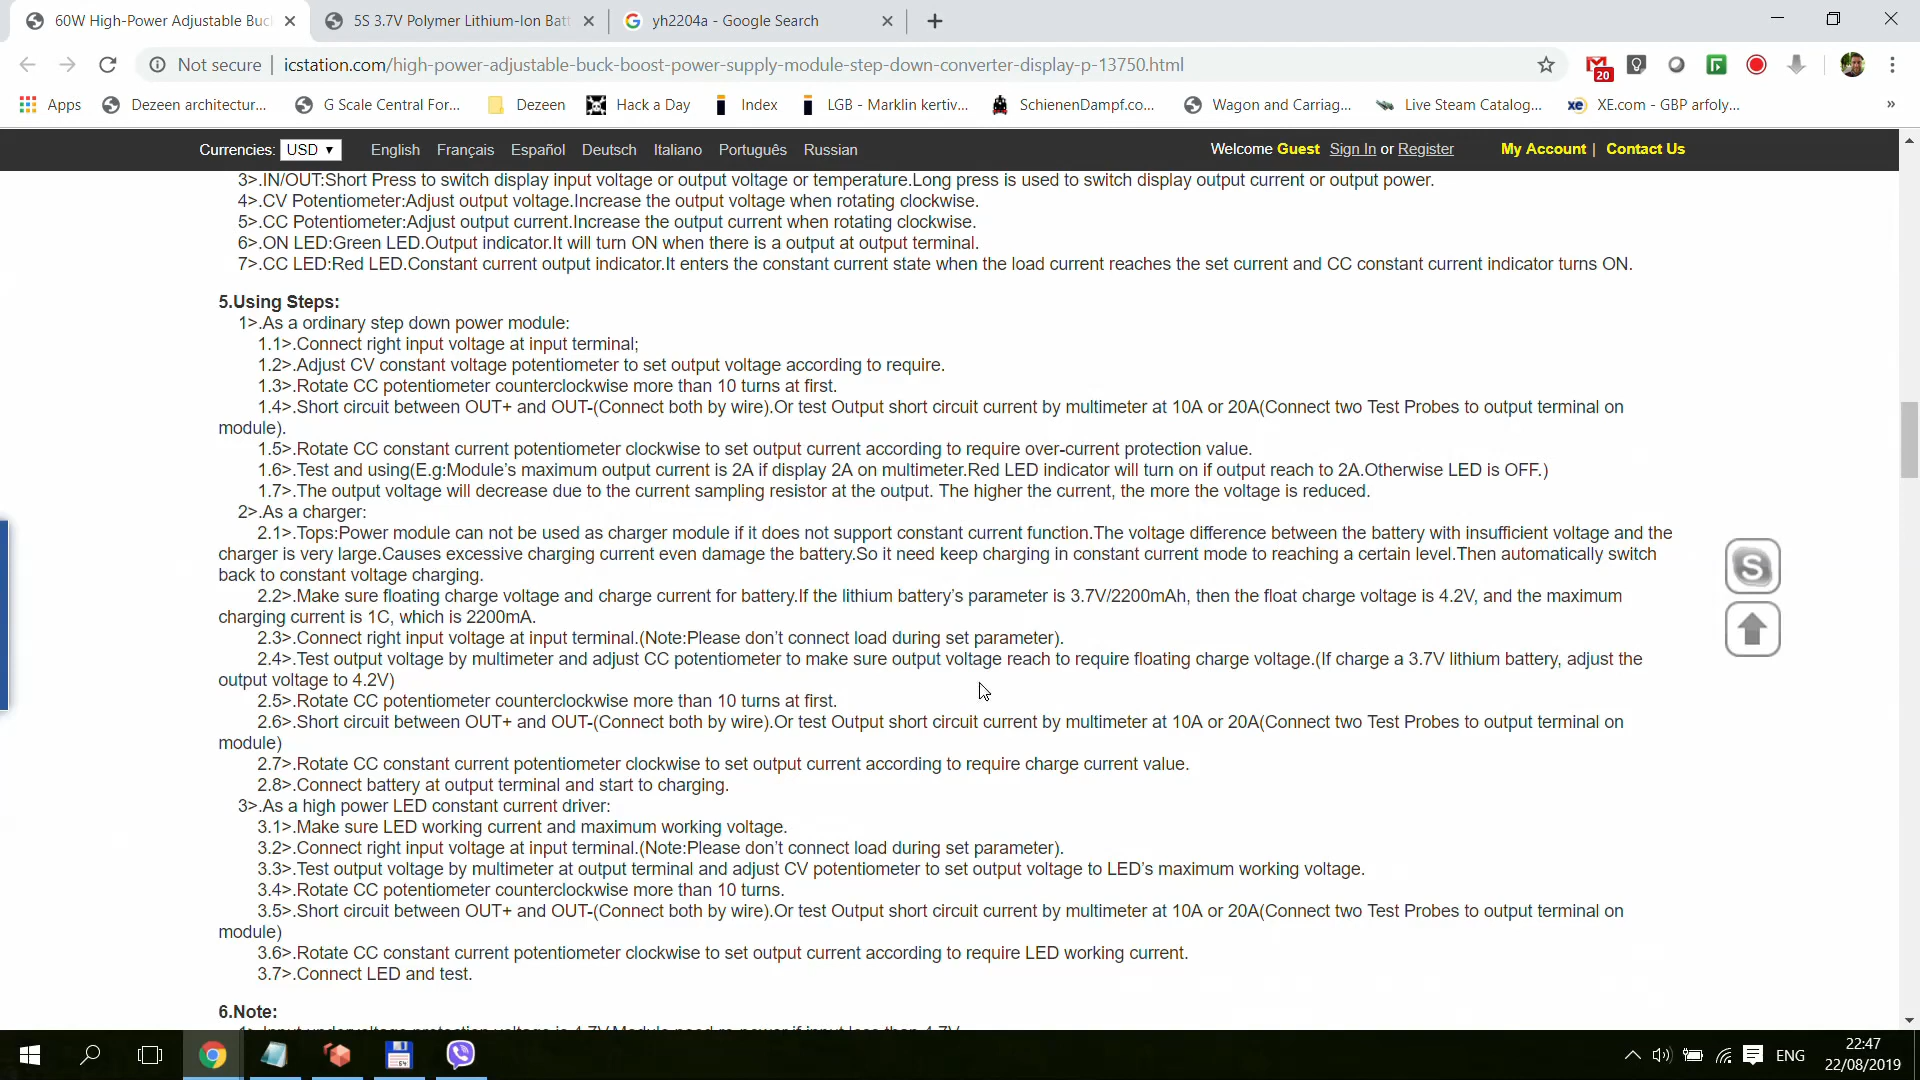 60W High-Power Adjustable Buc
5S 3.7V Polymer Lithium-Ion Bat
yh2204a - Google Search
Not secure | icstation.com/high-power-adjustable-buck-boost-power-supply-module-step-down-converter-display-p-13750.html
20
Apps
Dezeen architectur...
G Scale Central For...
Dezeen
Hack a Day
Index
LGB - Marklin kertiv...
SchienenDampf.co...
Wagon and Carriag...
Live Steam Catalog...
XE.com - GBP arfoly...
Currencies: USD English Français Español Deutsch Italiano Português Russian
Welcome Guest Sign In or Register My Account | Contact Us
3>.IN/OUT:Short Press to switch display input voltage or output voltage or temperature.Long press is used to switch display output current or output power.
4>.CV Potentiometer:Adjust output voltage.Increase the output voltage when rotating clockwise.
5>.CC Potentiometer:Adjust output current.Increase the output current when rotating clockwise.
6>.ON LED:Green LED.Output indicator.It will turn ON when there is a output at output terminal.
7>.CC LED:Red LED.Constant current output indicator.It enters the constant current state when the load current reaches the set current and CC constant current indicator turns ON.
5.Using Steps:
1>.As a ordinary step down power module:
1.1>.Connect right input voltage at input terminal;
1.2>.Adjust CV constant voltage potentiometer to set output voltage according to require.
1.3>.Rotate CC potentiometer counterclockwise more than 10 turns at first.
1.4>.Short circuit between OUT+ and OUT-(Connect both by wire).Or test Output short circuit current by multimeter at 10A or 20A(Connect two Test Probes to output terminal on
module).
1.5>.Rotate CC constant current potentiometer clockwise to set output current according to require over-current protection value.
1.6>.Test and using(E.g:Module's maximum output current is 2A if display 2A on multimeter.Red LED indicator will turn on if output reach to 2A.Otherwise LED is OFF.)
1.7>.The output voltage will decrease due to the current sampling resistor at the output. The higher the current, the more the voltage is reduced.
2>.As a charger:
2.1>.Tops:Power module can not be used as charger module if it does not support constant current function.The voltage difference between the battery with insufficient voltage and the
charger is very large.Causes excessive charging current even damage the battery.So it need keep charging in constant current mode to reaching a certain level.Then automatically switch
back to constant voltage charging.
2.2>.Make sure floating charge voltage and charge current for battery.If the lithium battery's parameter is 3.7V/2200mAh, then the float charge voltage is 4.2V, and the maximum
charging current is 1C, which is 2200mA.
2.3>.Connect right input voltage at input terminal.(Note:Please don't connect load during set parameter).
2.4>.Test output voltage by multimeter and adjust CC potentiometer to make sure output voltage reach to require floating charge voltage.(If charge a 3.7V lithium battery, adjust the
output voltage to 4.2V)
2.5>.Rotate CC potentiometer counterclockwise more than 10 turns at first.
2.6>.Short circuit between OUT+ and OUT-(Connect both by wire).Or test Output short circuit current by multimeter at 10A or 20A(Connect two Test Probes to output terminal on
module)
2.7>.Rotate CC constant current potentiometer clockwise to set output current according to require charge current value.
2.8>.Connect battery at output terminal and start to charging.
3>.As a high power LED constant current driver:
3.1>.Make sure LED working current and maximum working voltage.
3.2>.Connect right input voltage at input terminal.(Note:Please don't connect load during set parameter).
3.3>.Test output voltage by multimeter at output terminal and adjust CV potentiometer to set output voltage to LED's maximum working voltage.
3.4>.Rotate CC potentiometer counterclockwise more than 10 turns.
3.5>.Short circuit between OUT+ and OUT-(Connect both by wire).Or test Output short circuit current by multimeter at 10A or 20A(Connect two Test Probes to output terminal on
module)
3.6>.Rotate CC constant current potentiometer clockwise to set output current according to require LED working current.
3.7>.Connect LED and test.
6.Note:
1>.Input undervoltage protection voltage is 4.7V.Module need re-power if input less than 4.7V.
ENG
22:47
22/08/2019